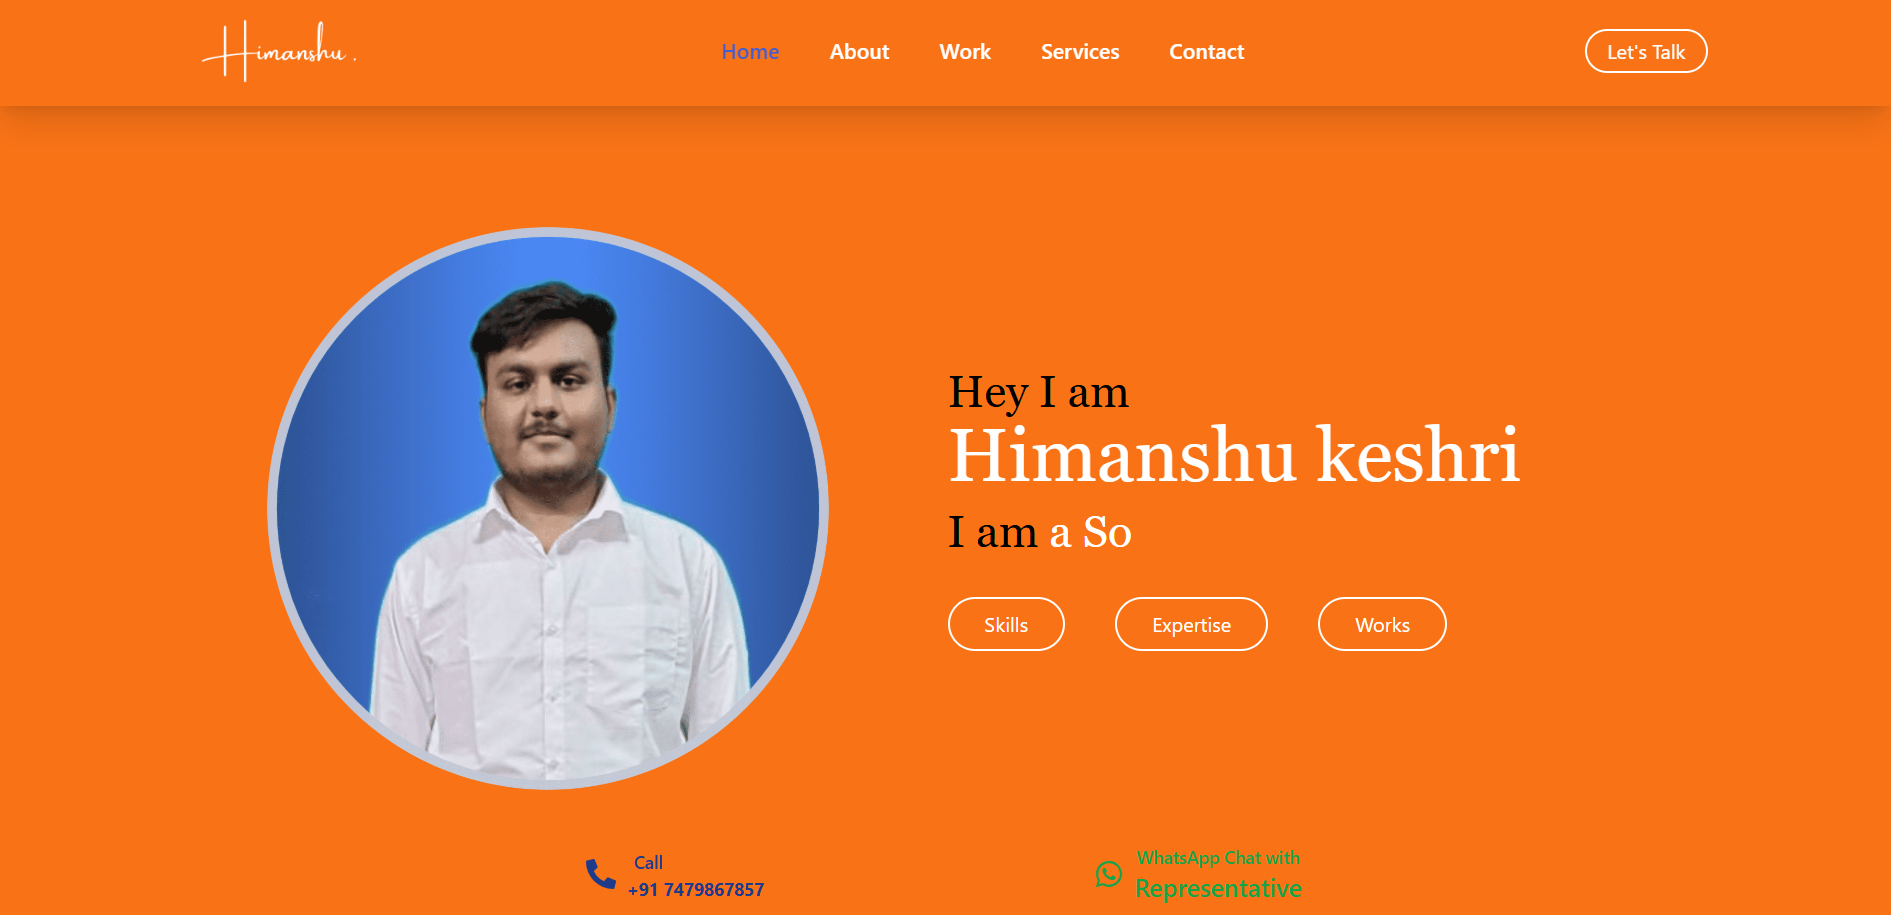 Himanshu.
Home About Work Services Contact
Let's Talk
Hey I am
Himanshu keshri
I am a So
Skills Expertise Works
Call
+91 7479867857
WhatsApp Chat with
Representative